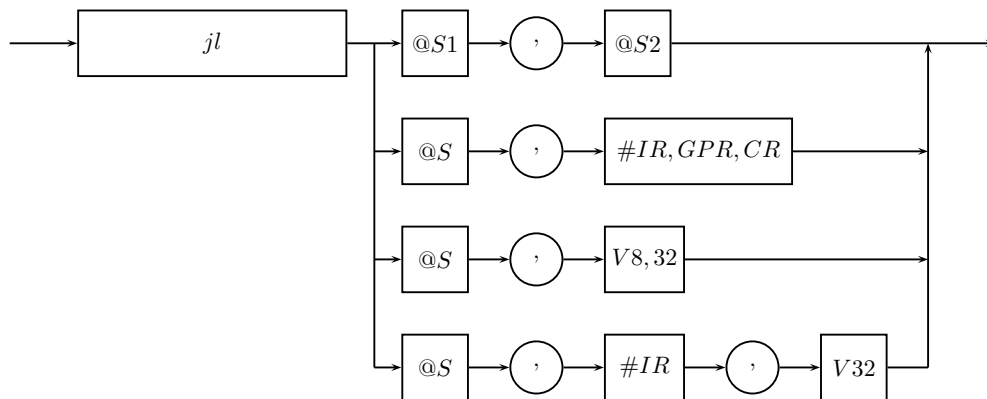 jl @S1 , @S2
@S , #IR, GPR, CR
@S , V8, 32
@S , #IR , V32